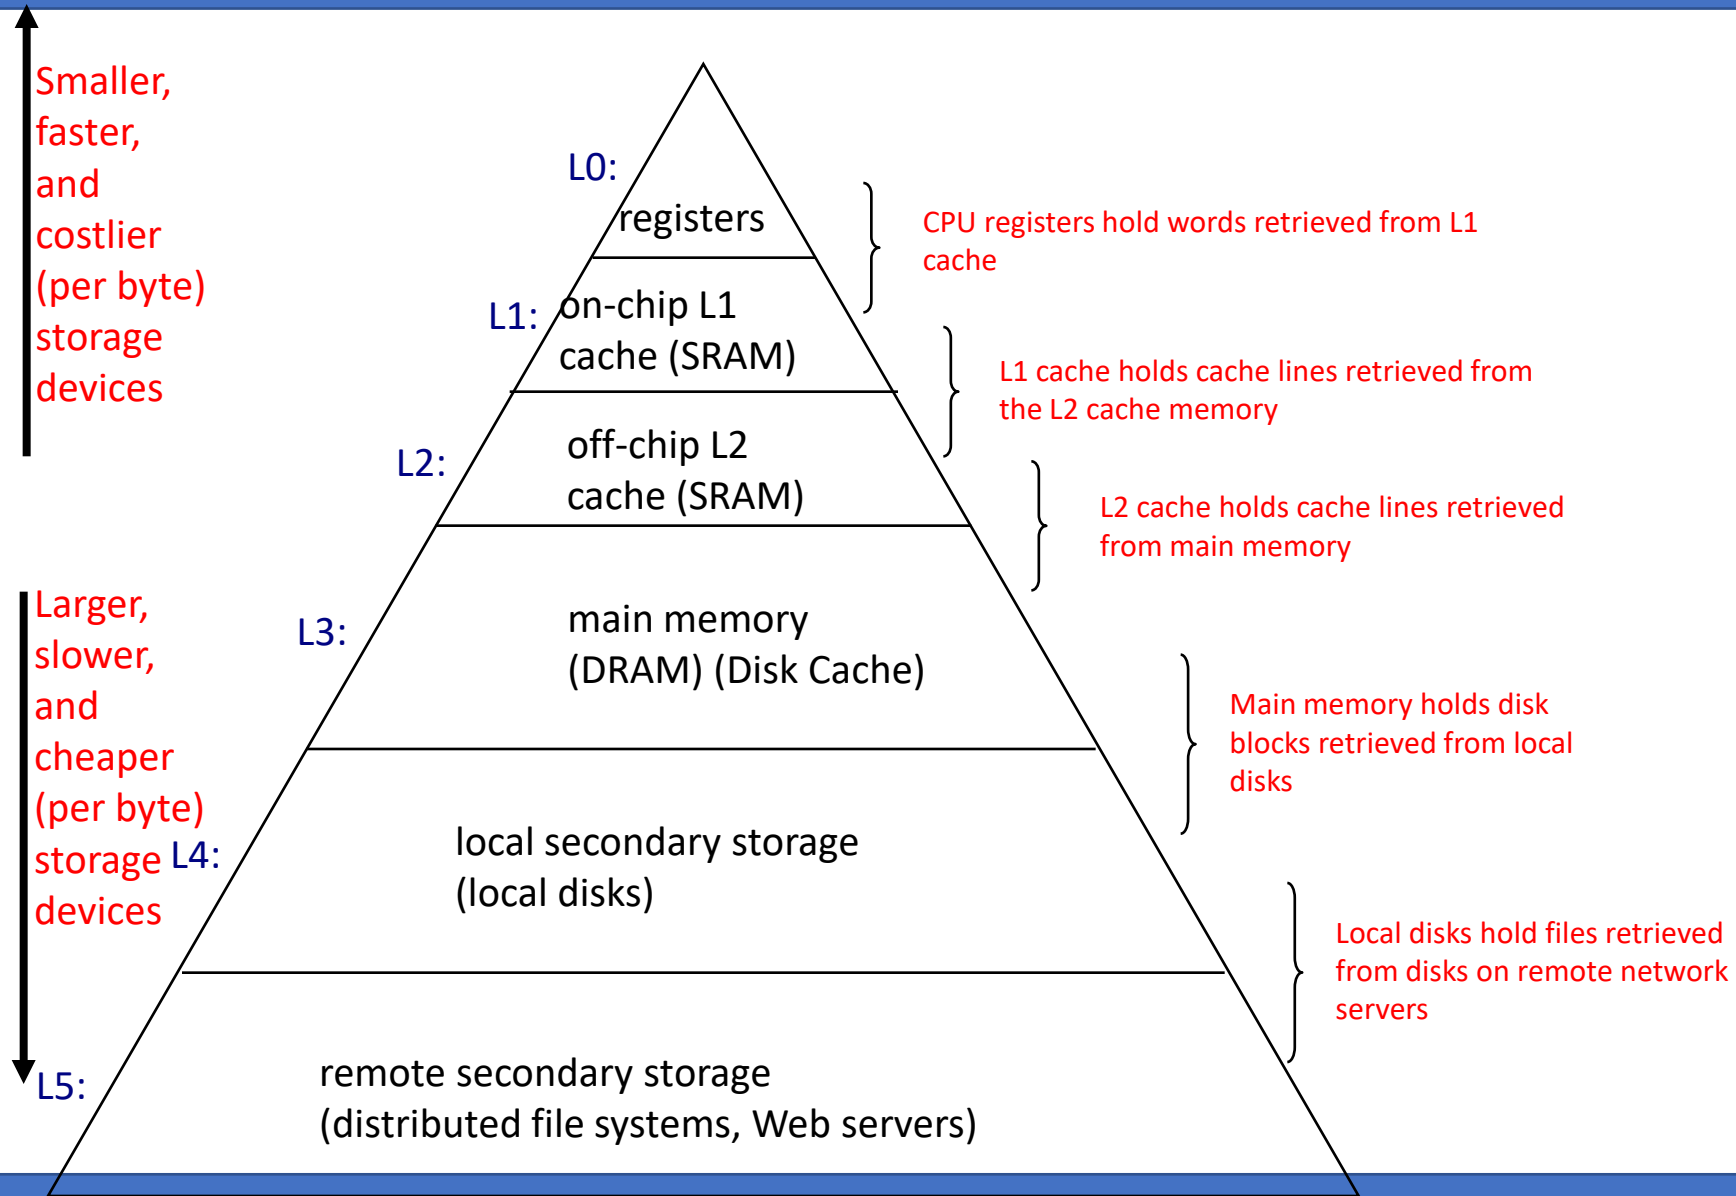 Smaller,
faster,
and
costlier
(per byte)
storage
devices
Larger,
slower,
and
cheaper
(per byte)
storage
devices
L0:
registers
CPU registers hold words retrieved from L1
cache
L1:
on-chip L1
cache (SRAM)
L1 cache holds cache lines retrieved from
the L2 cache memory
L2:
off-chip L2
cache (SRAM)
L2 cache holds cache lines retrieved
from main memory
L3:
main memory
(DRAM) (Disk Cache)
Main memory holds disk
blocks retrieved from local
disks
L4:
local secondary storage
(local disks)
Local disks hold files retrieved
from disks on remote network
servers
L5:
remote secondary storage
(distributed file systems, Web servers)